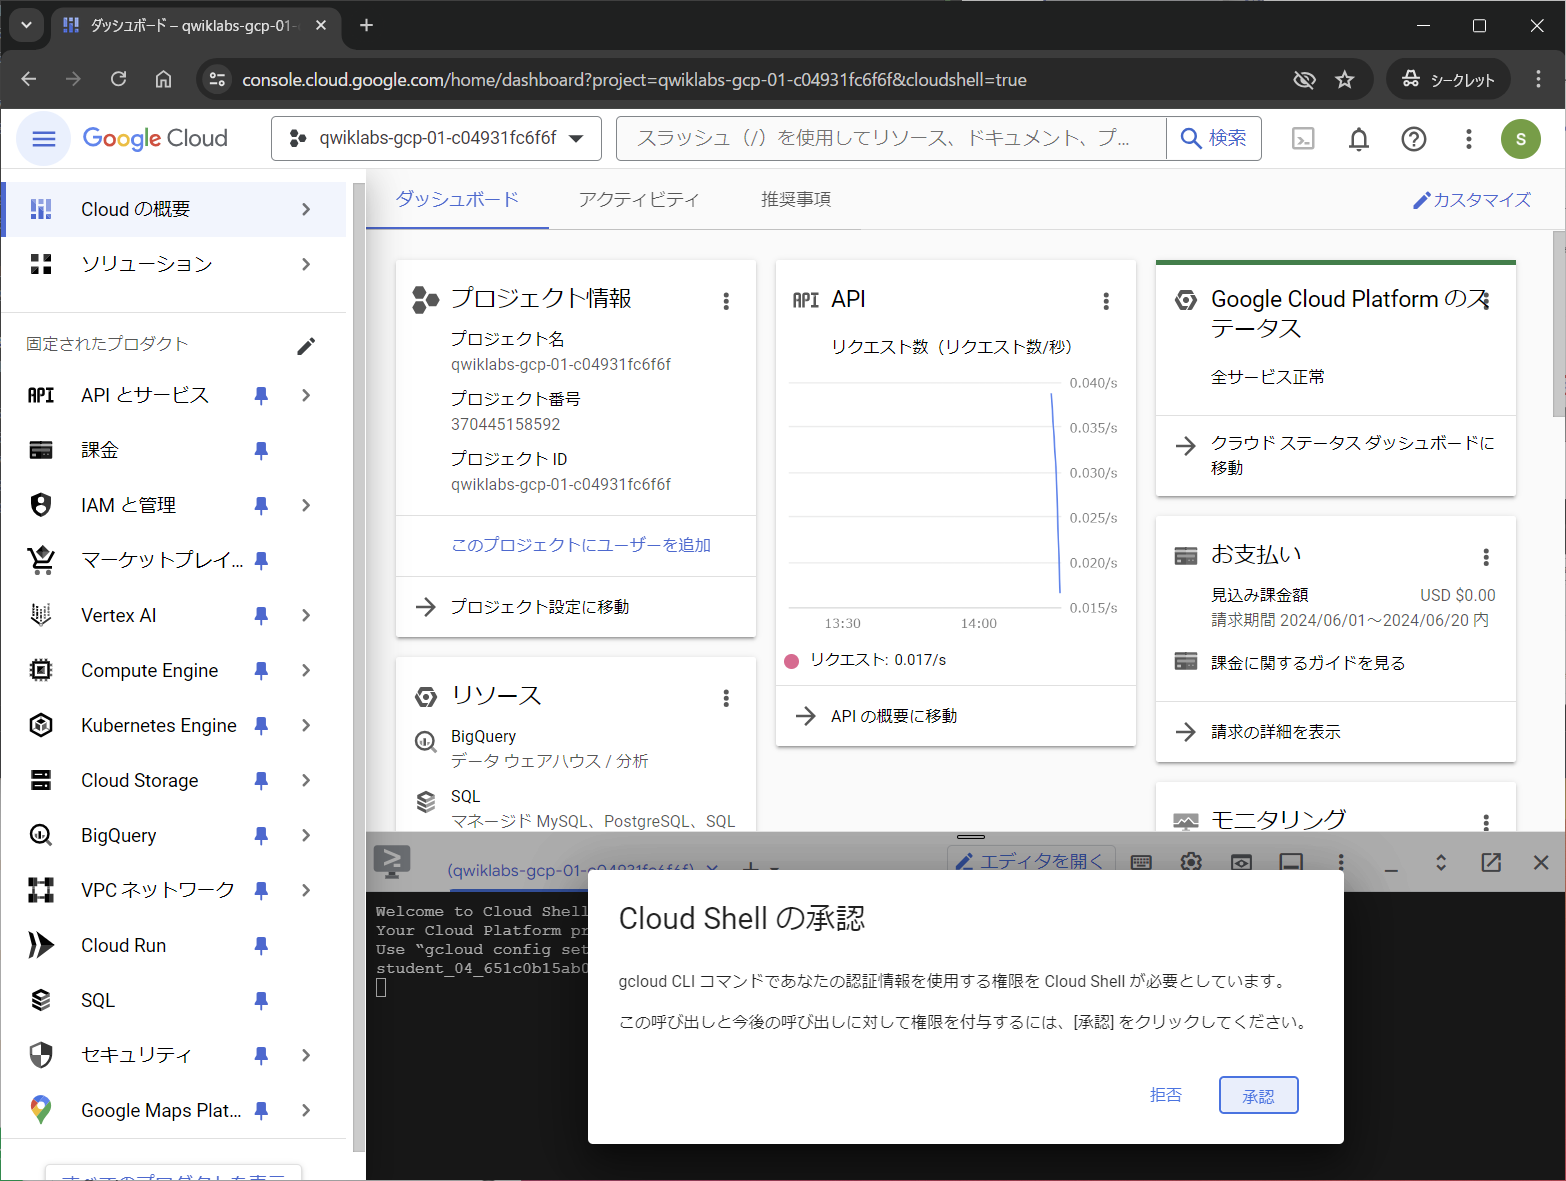 ダッシュボード – qwiklabs-gcp-01-
console.cloud.google.com/home/dashboard?project=qwiklabs-gcp-01-c04931fc6f6f&cloudshell=true
シークレット
Google Cloud
qwiklabs-gcp-01-c04931fc6f6f
スラッシュ（/）を使用してリソース、ドキュメント、プ...
検索
S
Cloud の概要
ソリューション
固定されたプロダクト
API API とサービス
課金
IAM と管理
マーケットプレイ...
Vertex AI
Compute Engine
Kubernetes Engine
Cloud Storage
BigQuery
VPC ネットワーク
Cloud Run
SQL
セキュリティ
Google Maps Plat...
すべてのプロダクトを表示
ダッシュボード
アクティビティ
推奨事項
カスタマイズ
プロジェクト情報
プロジェクト名
qwiklabs-gcp-01-c04931fc6f6f
プロジェクト番号
370445158592
プロジェクト ID
qwiklabs-gcp-01-c04931fc6f6f
このプロジェクトにユーザーを追加
プロジェクト設定に移動
リソース
BigQuery
データ ウェアハウス / 分析
SQL
マネージド MySQL、PostgreSQL、SQL
API API
リクエスト数（リクエスト数/秒）
0.040/s
0.035/s
0.030/s
0.025/s
0.020/s
0.015/s
13:30
14:00
リクエスト: 0.017/s
API の概要に移動
Google Cloud Platform のス
テータス
全サービス正常
クラウド ステータス ダッシュボードに
移動
お支払い
見込み課金額
USD $0.00
請求期間 2024/06/01～2024/06/20 内
課金に関するガイドを見る
請求の詳細を表示
モニタリング
(qwiklabs-gcp-01-c04931fc6f6f)
エディタを開く
Welcome to Cloud Shell
Your Cloud Platform pr
Use “gcloud config set
student_04_651c0b15ab0
Cloud Shell の承認
gcloud CLI コマンドであなたの認証情報を使用する権限を Cloud Shell が必要としています。
この呼び出しと今後の呼び出しに対して権限を付与するには、[承認] をクリックしてください。
拒否
承認